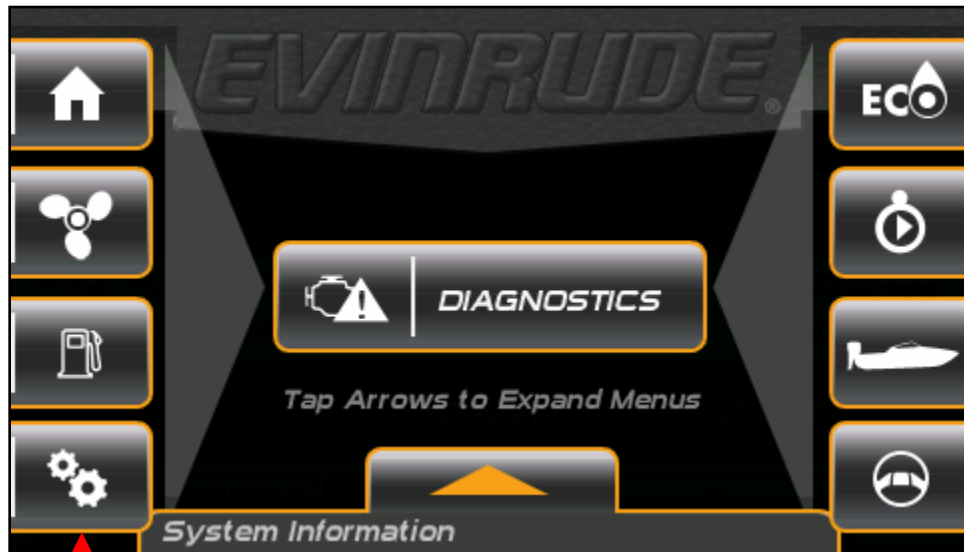 EVINRUDE®
ECO
DIAGNOSTICS
Tap Arrows to Expand Menus
System Information